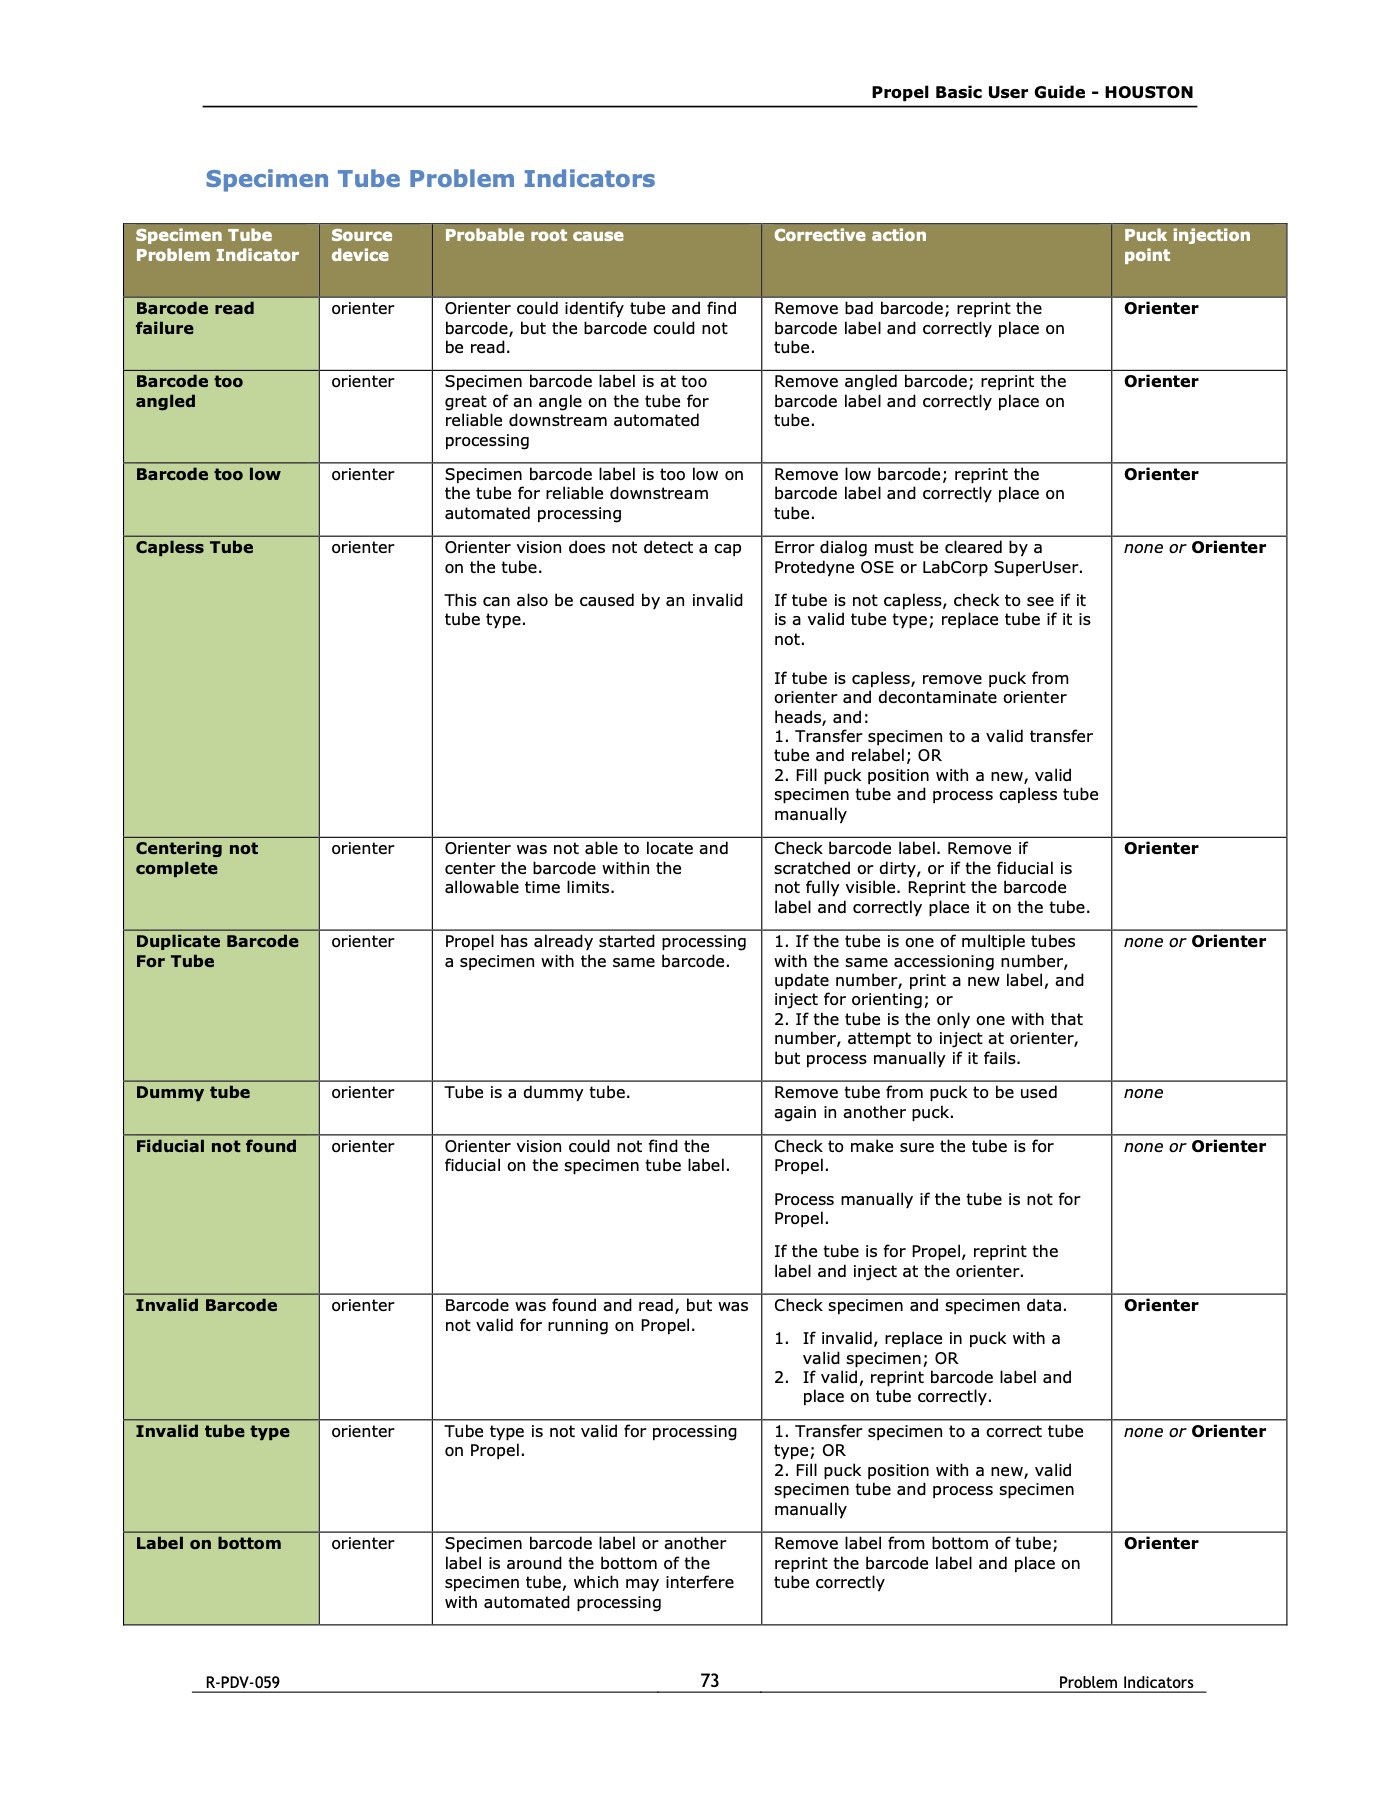 Propel Basic User Guide - HOUSTON
Specimen Tube Problem Indicators
Specimen Tube
Problem Indicator
Source
device
Probable root cause
Corrective action
Puck injection
point
Barcode read
failure
orienter
Orienter could identify tube and find
barcode, but the barcode could not
be read.
Remove bad barcode; reprint the
barcode label and correctly place on
tube.
Orienter
Barcode too
angled
orienter
Specimen barcode label is at too
great of an angle on the tube for
reliable downstream automated
processing
Remove angled barcode; reprint the
barcode label and correctly place on
tube.
Orienter
Barcode too low
orienter
Specimen barcode label is too low on
the tube for reliable downstream
automated processing
Remove low barcode; reprint the
barcode label and correctly place on
tube.
Orienter
Capless Tube
orienter
Orienter vision does not detect a cap
on the tube.
This can also be caused by an invalid
tube type.
Error dialog must be cleared by a
Protedyne OSE or LabCorp SuperUser.
If tube is not capless, check to see if it
is a valid tube type; replace tube if it is
not.
If tube is capless, remove puck from
orienter and decontaminate orienter
heads, and:
1. Transfer specimen to a valid transfer
tube and relabel; OR
2. Fill puck position with a new, valid
specimen tube and process capless tube
manually
none or Orienter
Centering not
complete
orienter
Orienter was not able to locate and
center the barcode within the
allowable time limits.
Check barcode label. Remove if
scratched or dirty, or if the fiducial is
not fully visible. Reprint the barcode
label and correctly place it on the tube.
Orienter
Duplicate Barcode
For Tube
orienter
Propel has already started processing
a specimen with the same barcode.
1. If the tube is one of multiple tubes
with the same accessioning number,
update number, print a new label, and
inject for orienting; or
2. If the tube is the only one with that
number, attempt to inject at orienter,
but process manually if it fails.
none or Orienter
Dummy tube
orienter
Tube is a dummy tube.
Remove tube from puck to be used
again in another puck.
none
Fiducial not found
orienter
Orienter vision could not find the
fiducial on the specimen tube label.
Check to make sure the tube is for
Propel.
Process manually if the tube is not for
Propel.
If the tube is for Propel, reprint the
label and inject at the orienter.
none or Orienter
Invalid Barcode
orienter
Barcode was found and read, but was
not valid for running on Propel.
Check specimen and specimen data.
1. If invalid, replace in puck with a
valid specimen; OR
2. If valid, reprint barcode label and
place on tube correctly.
Orienter
Invalid tube type
orienter
Tube type is not valid for processing
on Propel.
1. Transfer specimen to a correct tube
type; OR
2. Fill puck position with a new, valid
specimen tube and process specimen
manually
none or Orienter
Label on bottom
orienter
Specimen barcode label or another
label is around the bottom of the
specimen tube, which may interfere
with automated processing
Remove label from bottom of tube;
reprint the barcode label and place on
tube correctly
Orienter
R-PDV-059
73
Problem Indicators